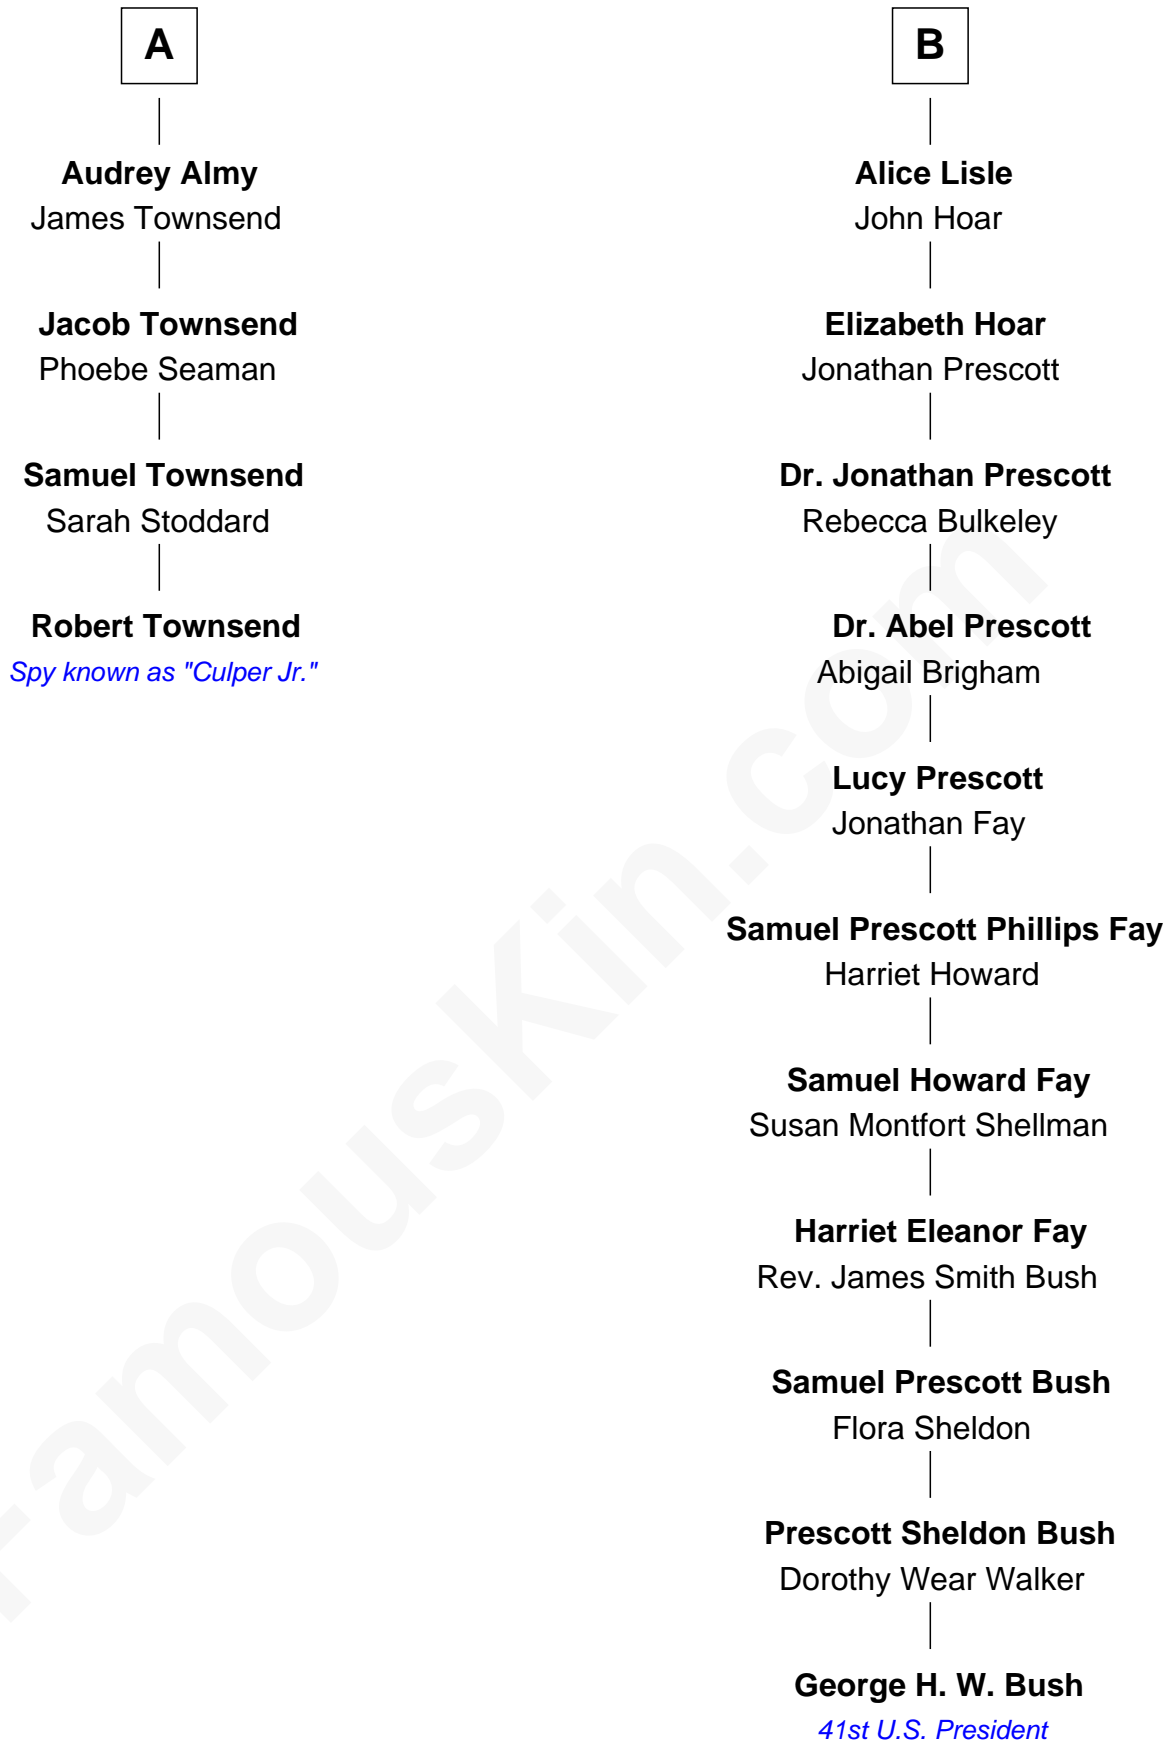 A
Audrey Almy
James Townsend
Jacob Townsend
Phoebe Seaman
Samuel Townsend
Sarah Stoddard
Robert Townsend
Spy known as "Culper Jr."
B
Alice Lisle
John Hoar
Elizabeth Hoar
Jonathan Prescott
Dr. Jonathan Prescott
Rebecca Bulkeley
Dr. Abel Prescott
Abigail Brigham
Lucy Prescott
Jonathan Fay
Samuel Prescott Phillips Fay
Harriet Howard
Samuel Howard Fay
Susan Montfort Shellman
Harriet Eleanor Fay
Rev. James Smith Bush
Samuel Prescott Bush
Flora Sheldon
Prescott Sheldon Bush
Dorothy Wear Walker
George H. W. Bush
41st U.S. President
FamousKin.com